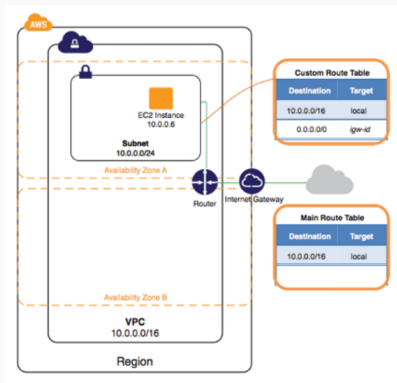 AWS
EC2 Instance
10.0.0.6
Subnet
10.0.0.0/24
Availability Zone A
Custom Route Table
Destination Target
10.0.0.0/16 local
0.0.0.0/0 igw-id
Router
Internet Gateway
Main Route Table
Destination Target
10.0.0.0/16 local
Availability Zone B
VPC
10.0.0.0/16
Region